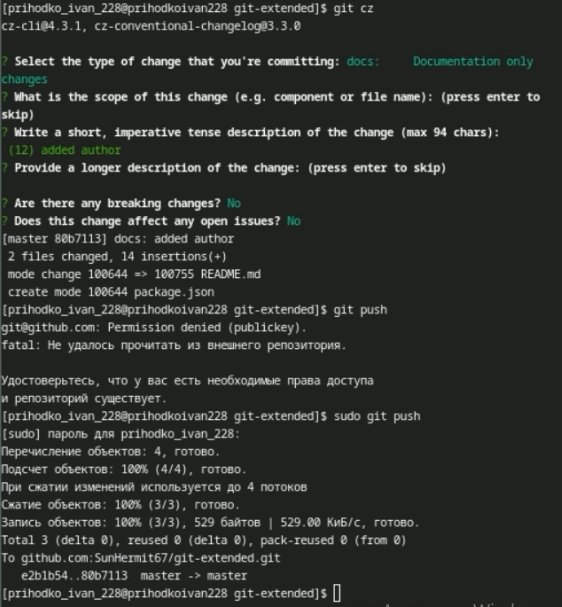 [prihodko_ivan_228@prihodkoivan228 git-extended]$ git cz
cz-cli@4.3.1, cz-conventional-changelog@3.3.0
? Select the type of change that you're committing: docs:     Documentation only
changes
? What is the scope of this change (e.g. component or file name): (press enter to
skip)
? Write a short, imperative tense description of the change (max 94 chars):
(12) added author
? Provide a longer description of the change: (press enter to skip)
? Are there any breaking changes? No
? Does this change affect any open issues? No
[master 80b7113] docs: added author
2 files changed, 14 insertions(+)
mode change 100644 => 100755 README.md
create mode 100644 package.json
[prihodko_ivan_228@prihodkoivan228 git-extended]$ git push
git@github.com: Permission denied (publickey).
fatal: Не удалось прочитать из внешнего репозитория.
Удостоверьтесь, что у вас есть необходимые права доступа
и репозиторий существует.
[prihodko_ivan_228@prihodkoivan228 git-extended]$ sudo git push
[sudo] пароль для prihodko_ivan_228:
Перечисление объектов: 4, готово.
Подсчет объектов: 100% (4/4), готово.
При сжатии изменений используется до 4 потоков
Сжатие объектов: 100% (3/3), готово.
Запись объектов: 100% (3/3), 529 байтов | 529.00 КиБ/с, готово.
Total 3 (delta 0), reused 0 (delta 0), pack-reused 0 (from 0)
To github.com:SunHermit67/git-extended.git
e2b1b54..80b7113  master -> master
[prihodko_ivan_228@prihodkoivan228 git-extended]$